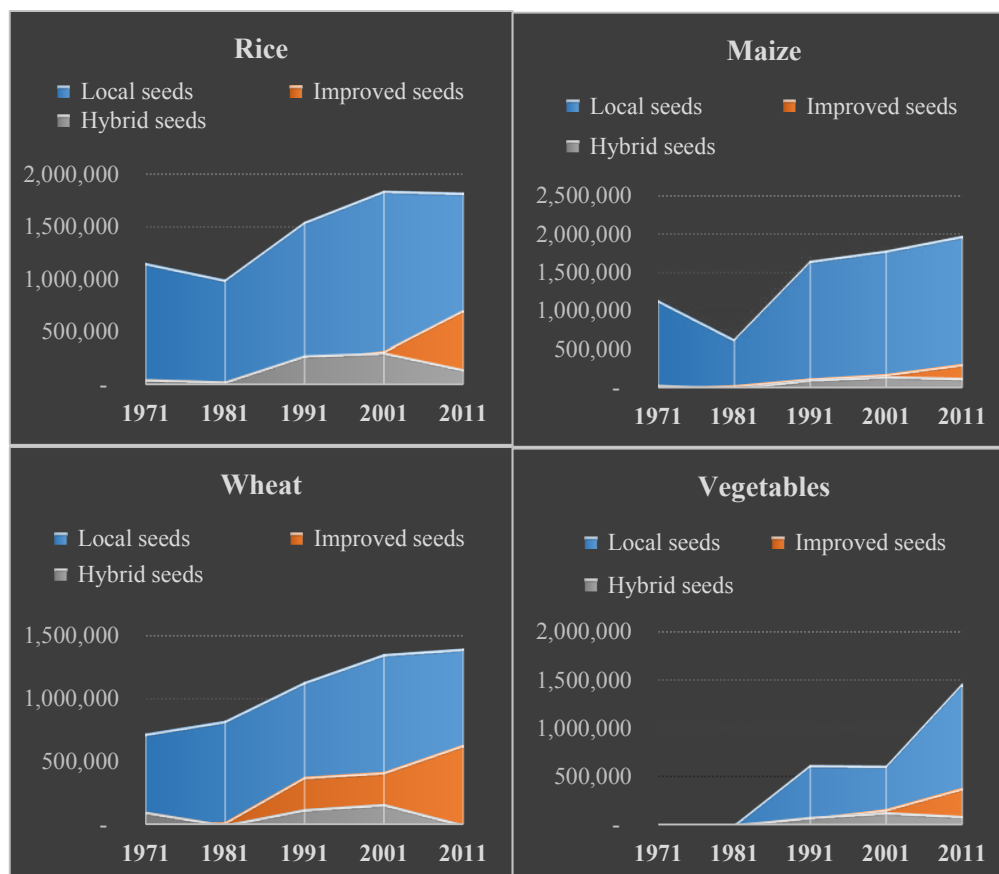 Rice
Local seeds Improved seeds
Hybrid seeds
2,000,000
1,500,000
1,000,000
500,000
-
1971 1981 1991 2001 2011
Maize
Local seeds Improved seeds
Hybrid seeds
2,500,000
2,000,000
1,500,000
1,000,000
500,000
-
1971 1981 1991 2001 2011
Wheat
Local seeds Improved seeds
Hybrid seeds
1,500,000
1,000,000
500,000
-
1971 1981 1991 2001 2011
Vegetables
Local seeds Improved seeds
Hybrid seeds
2,000,000
1,500,000
1,000,000
500,000
-
1971 1981 1991 2001 2011